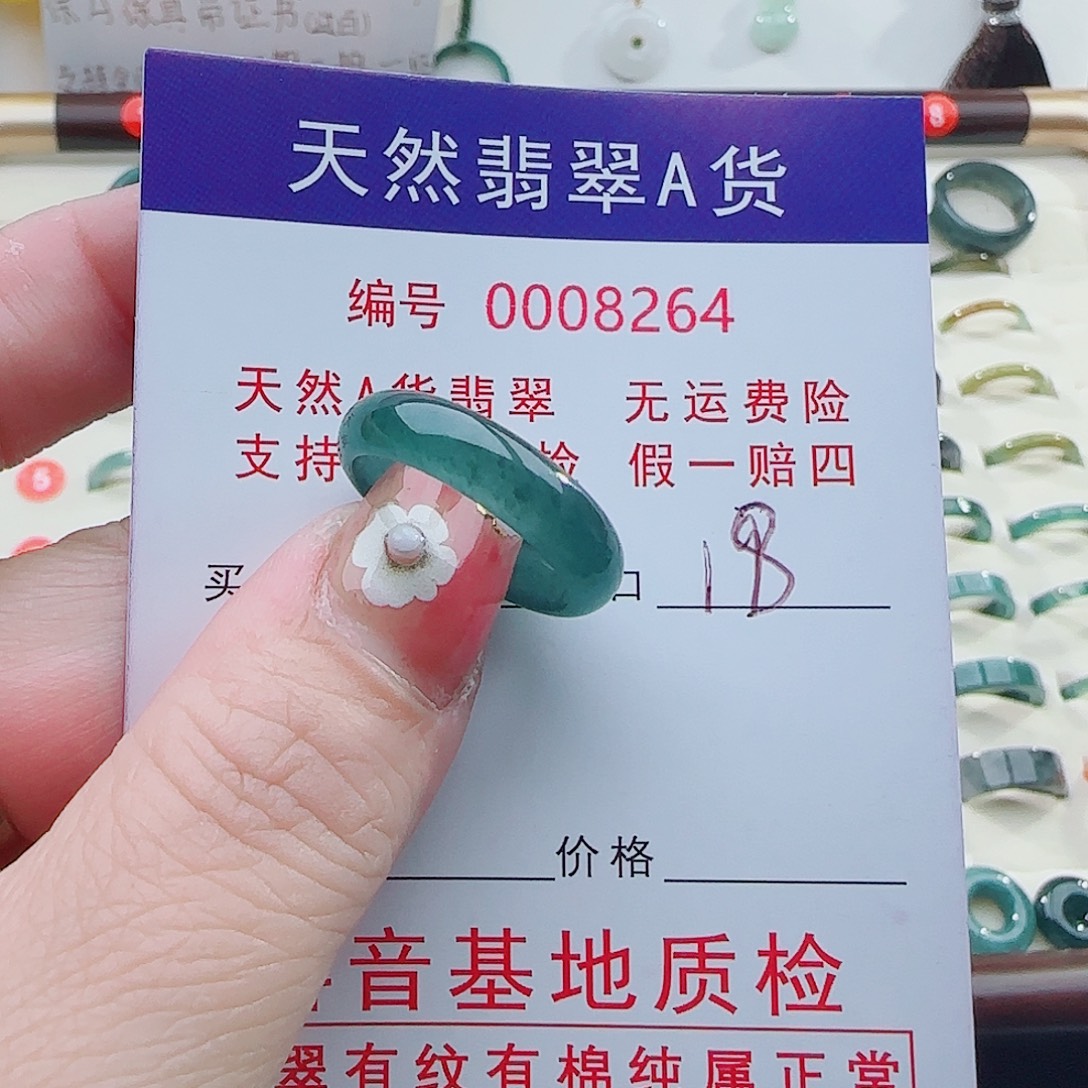 天然翡翠A货
编号 0008264
天然A货翡翠 无运费险
支持 检 假一赔四
买 口 18
价格
音基地质检
翠有纹有棉纯属正常